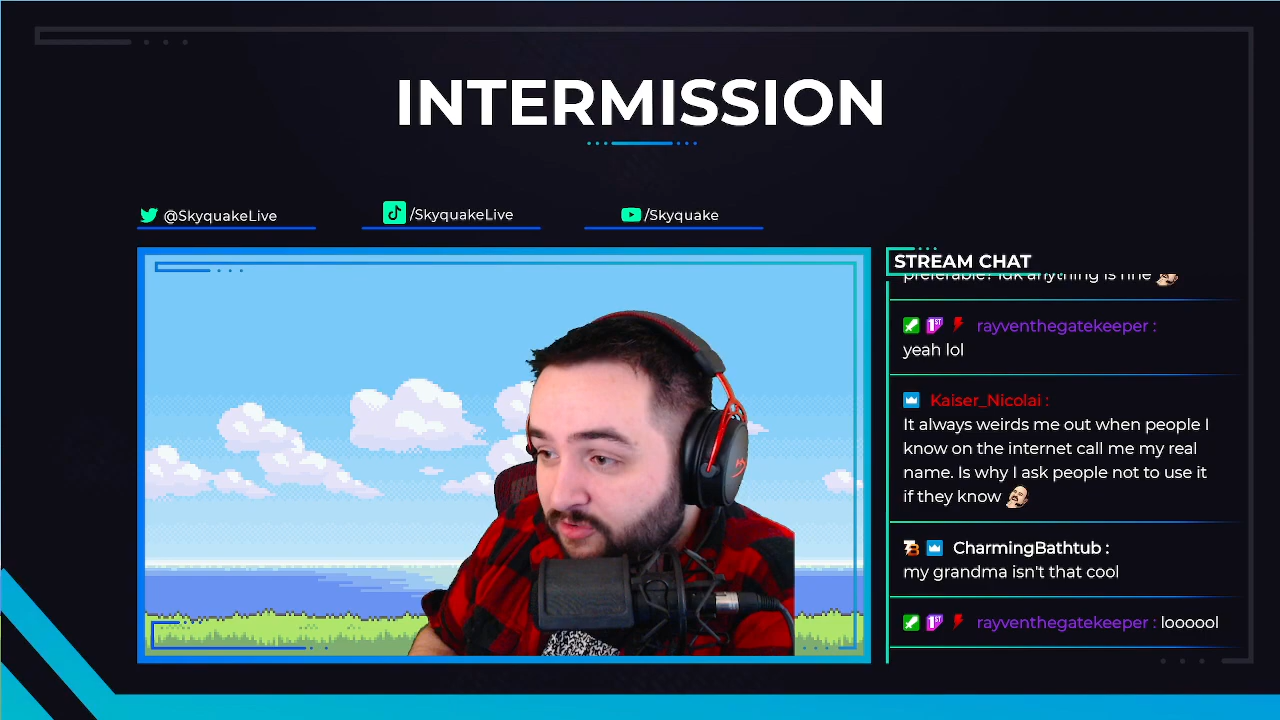 INTERMISSION
@SkyquakeLive
/SkyquakeLive
/Skyquake
STREAM CHAT
preferable? idk anything is fine
1ST rayventhegatekeeper :
yeah lol
Kaiser_Nicolai :
It always weirds me out when people I
know on the internet call me my real
name. Is why I ask people not to use it
if they know
CharmingBathtub :
my grandma isn't that cool
1ST rayventhegatekeeper : loooool